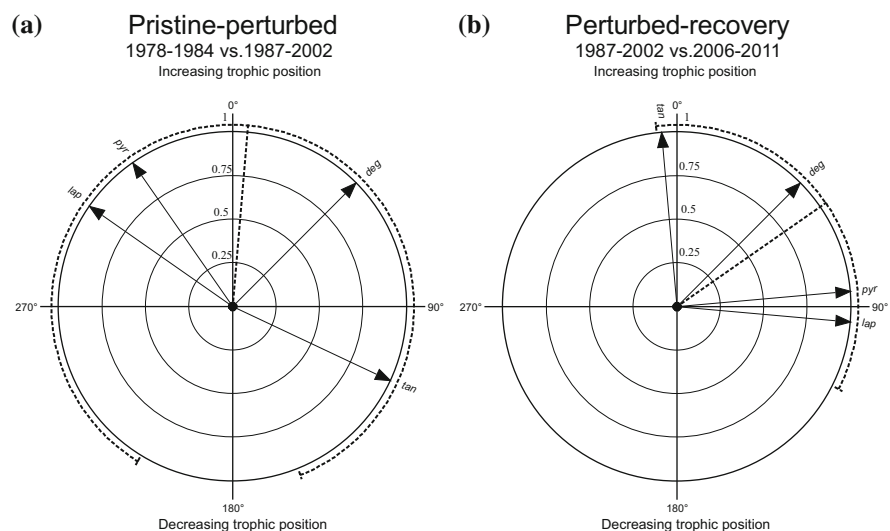 (a) Pristine-perturbed
1978-1984 vs.1987-2002
Increasing trophic position
0°
1
0.75
0.5
0.25
pyr
lap
deg
tan
270°
90°
180°
Decreasing trophic position
(b) Perturbed-recovery
1987-2002 vs.2006-2011
Increasing trophic position
0°
1
0.75
0.5
0.25
tan
deg
pyr
lap
270°
90°
180°
Decreasing trophic position